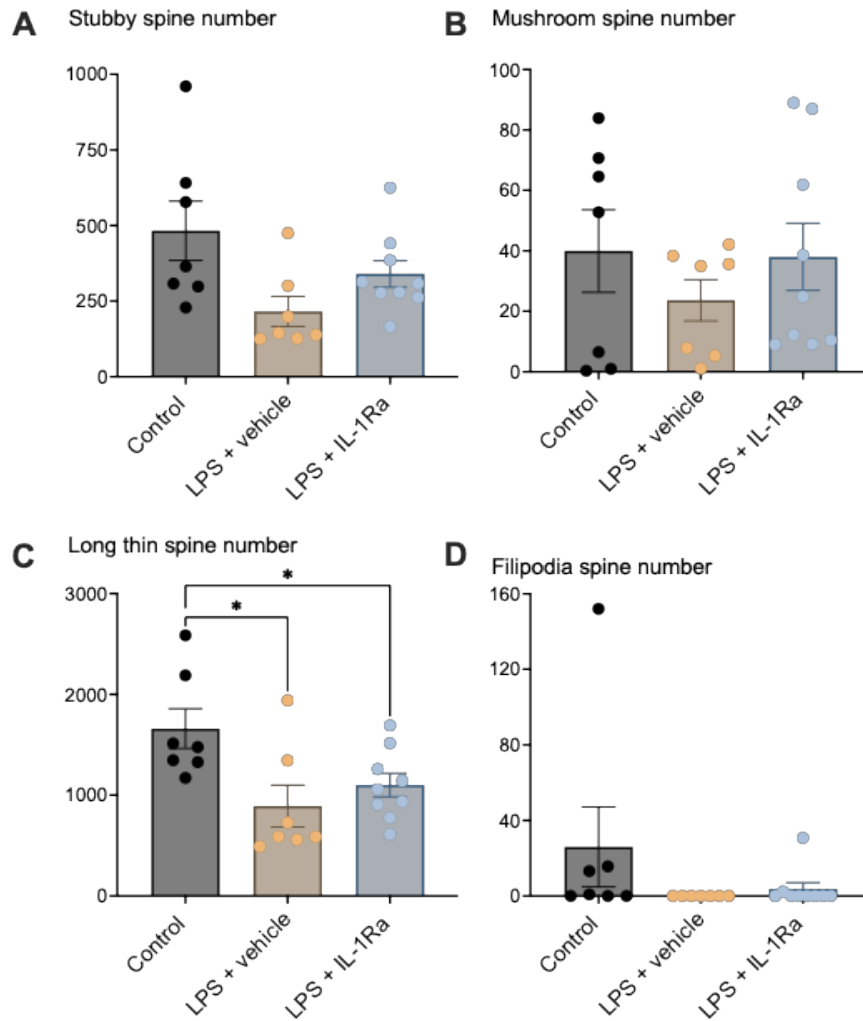 A Stubby spine number
1000
750
500
250
0
Control
LPS + vehicle
LPS + IL-1Ra
B Mushroom spine number
100
80
60
40
20
0
Control
LPS + vehicle
LPS + IL-1Ra
C Long thin spine number
3000
2000
1000
0
*
*
Control
LPS + vehicle
LPS + IL-1Ra
D Filipodia spine number
160
120
80
40
0
Control
LPS + vehicle
LPS + IL-1Ra